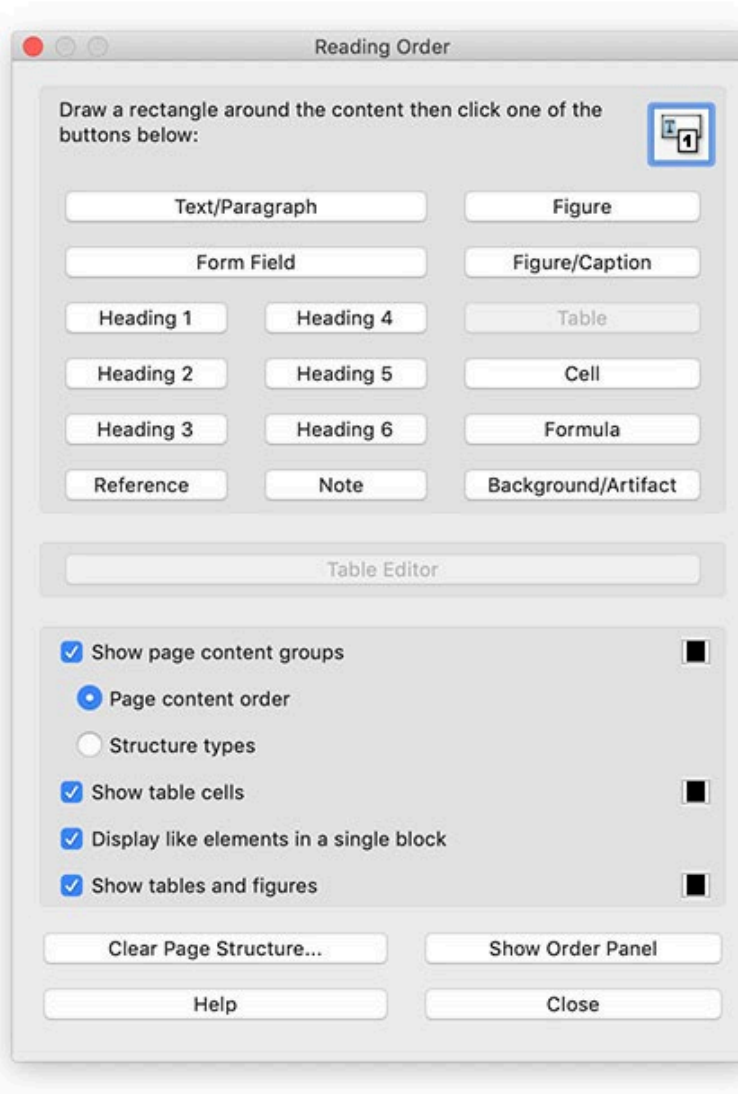 Reading Order
Draw a rectangle around the content then click one of the
buttons below:
Text/Paragraph
Figure
Form Field
Figure/Caption
Heading 1
Heading 4
Table
Heading 2
Heading 5
Cell
Heading 3
Heading 6
Formula
Reference
Note
Background/Artifact
Table Editor
Show page content groups
Page content order
Structure types
Show table cells
Display like elements in a single block
Show tables and figures
Clear Page Structure...
Show Order Panel
Help
Close